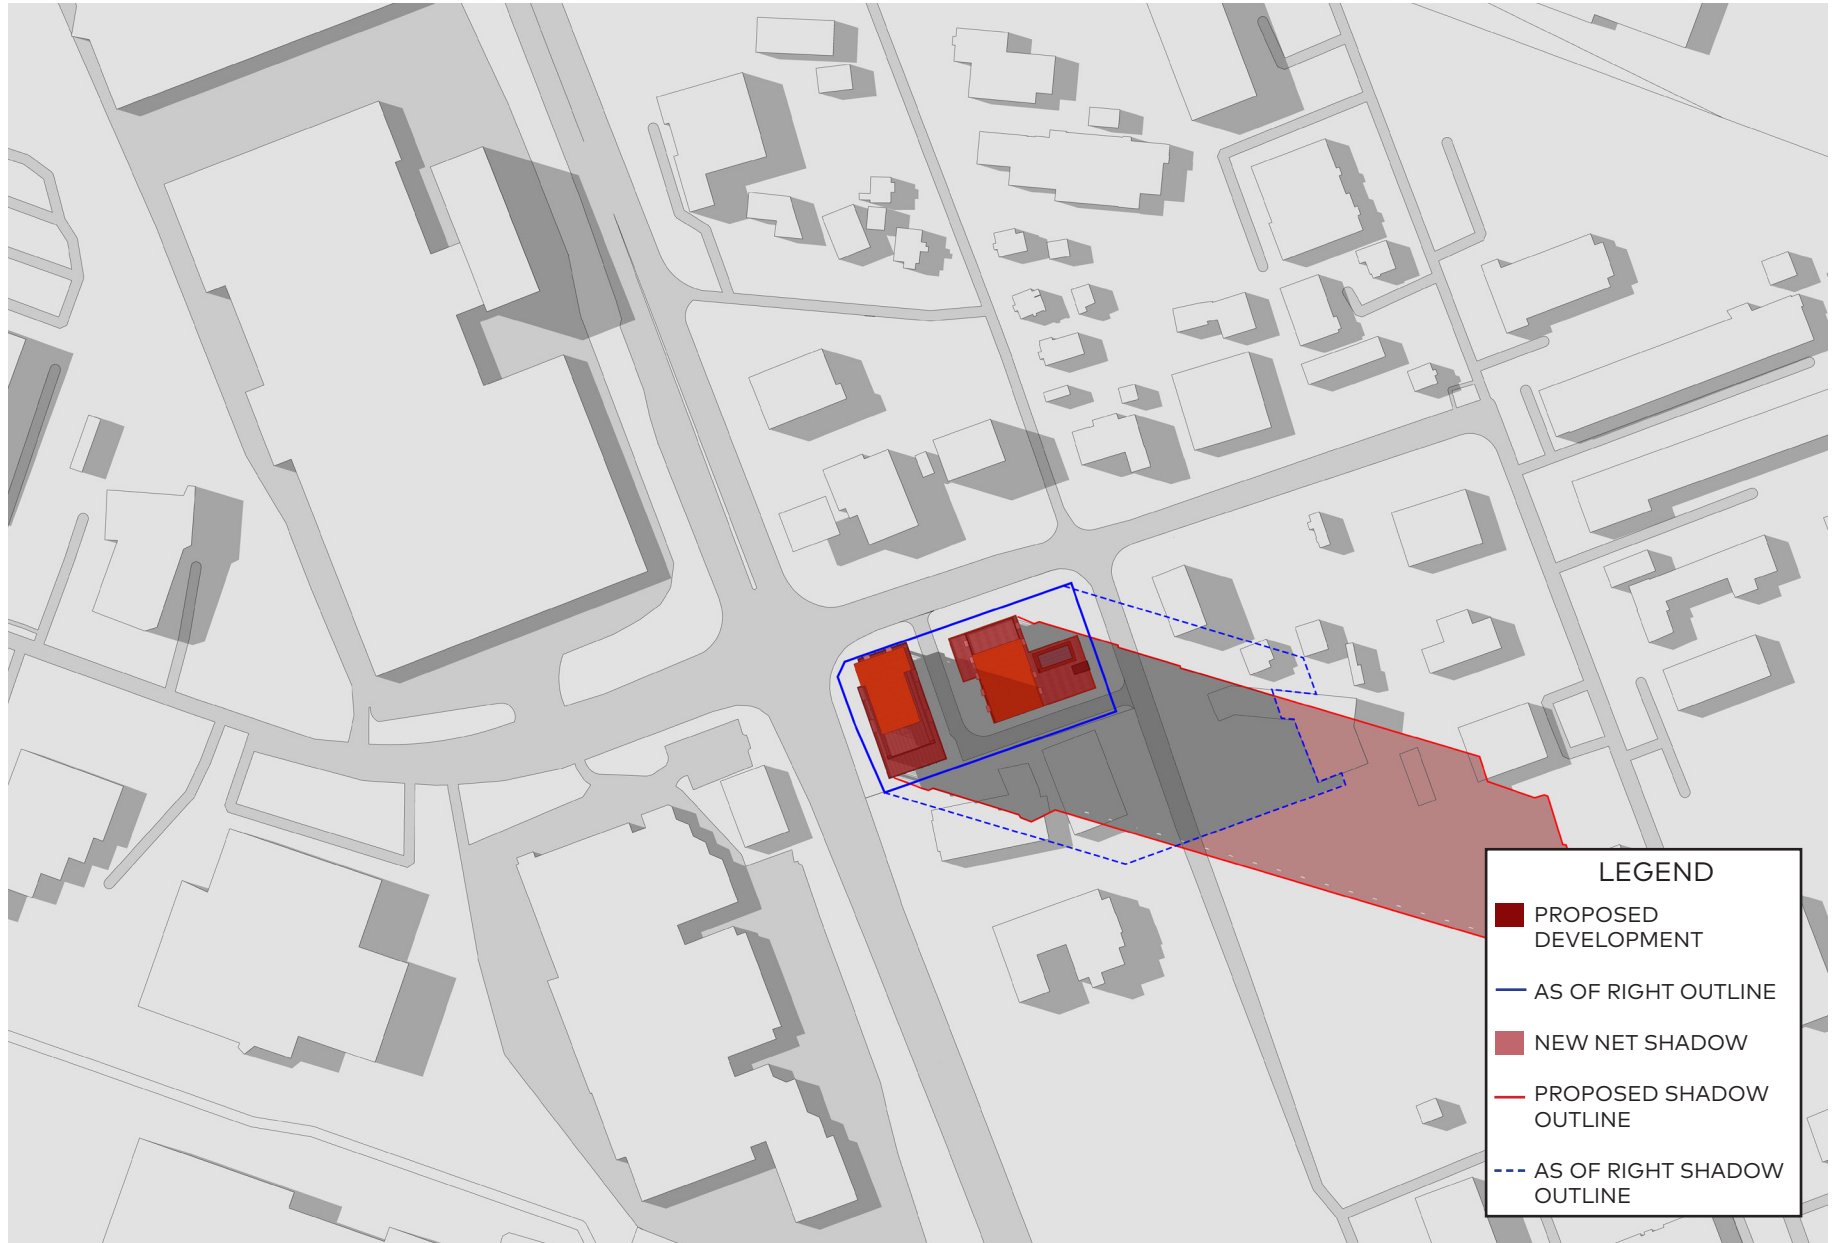 LEGEND
PROPOSED
DEVELOPMENT
AS OF RIGHT OUTLINE
NEW NET SHADOW
PROPOSED SHADOW
OUTLINE
AS OF RIGHT SHADOW
OUTLINE